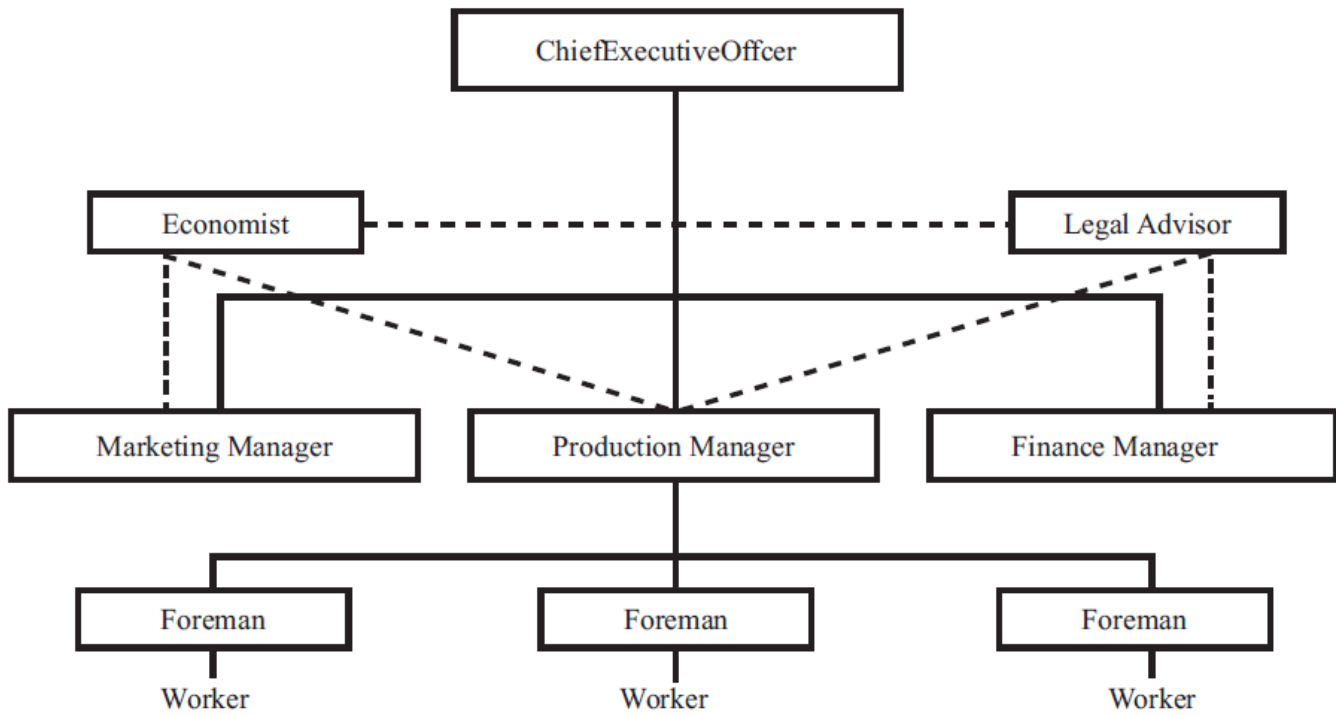 ChiefExecutiveOffcer
Economist
Legal Advisor
Marketing Manager
Production Manager
Finance Manager
Foreman
Foreman
Foreman
Worker
Worker
Worker